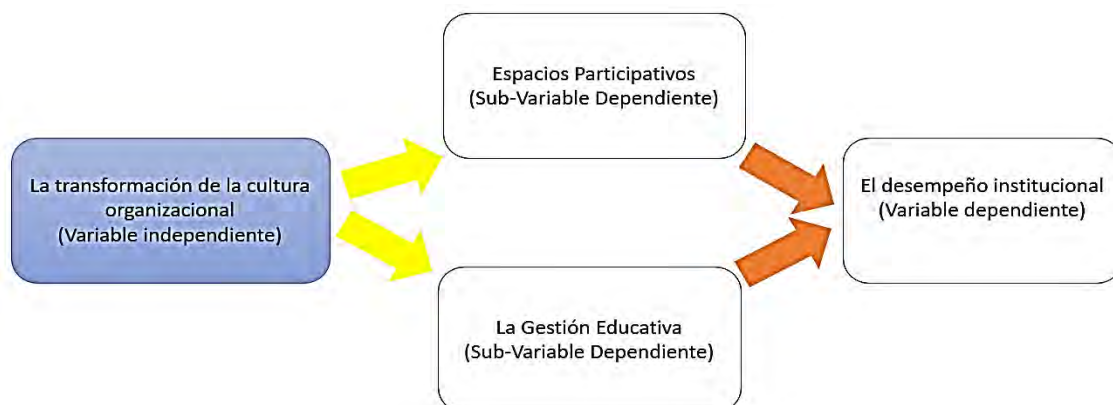 Espacios Participativos
(Sub-Variable Dependiente)
La transformación de la cultura
organizacional
(Variable independiente)
El desempeño institucional
(Variable dependiente)
La Gestión Educativa
(Sub-Variable Dependiente)